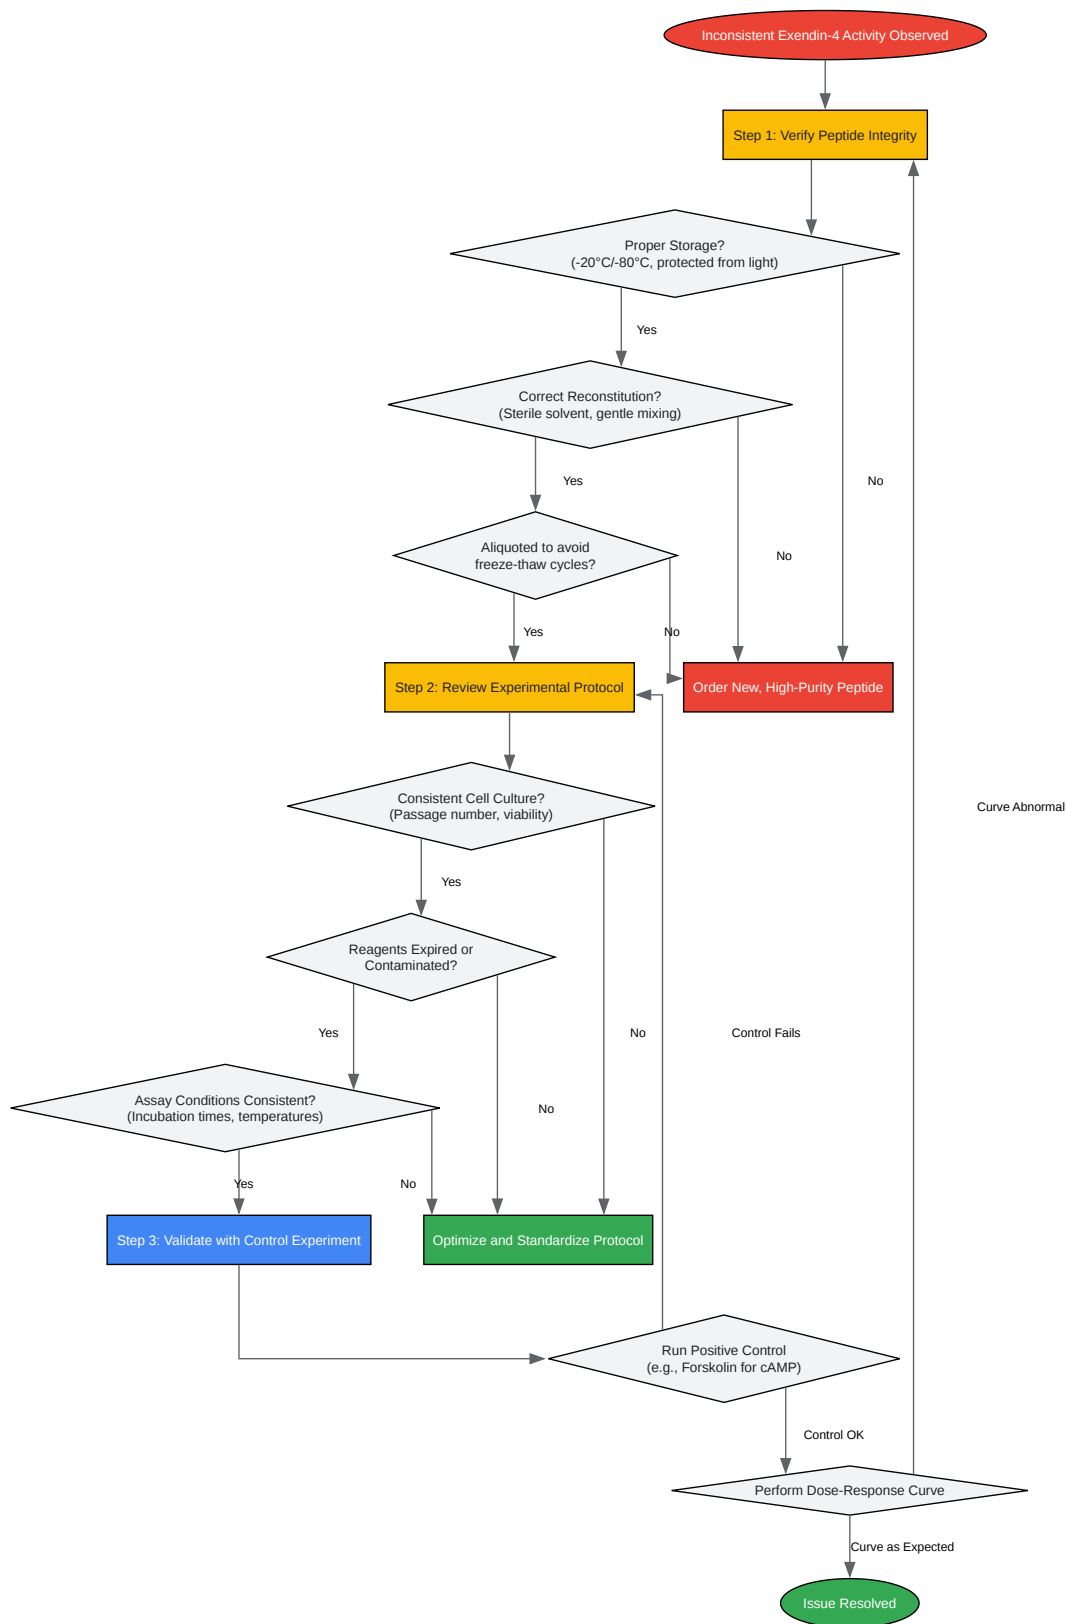 Inconsistent Exendin-4 Activity Observed
Step 1: Verify Peptide Integrity
Proper Storage?
(-20°C/-80°C, protected from light)
Yes
Correct Reconstitution?
(Sterile solvent, gentle mixing)
Yes
No
Aliquoted to avoid
freeze-thaw cycles?
No
Yes
No
Step 2: Review Experimental Protocol
Order New, High-Purity Peptide
Consistent Cell Culture?
(Passage number, viability)
Curve Abnormal
Yes
Reagents Expired or
Contaminated?
Yes
No
Control Fails
Assay Conditions Consistent?
(Incubation times, temperatures)
No
Yes
No
Step 3: Validate with Control Experiment
Optimize and Standardize Protocol
Run Positive Control
(e.g., Forskolin for cAMP)
Control OK
Perform Dose-Response Curve
Curve as Expected
Issue Resolved